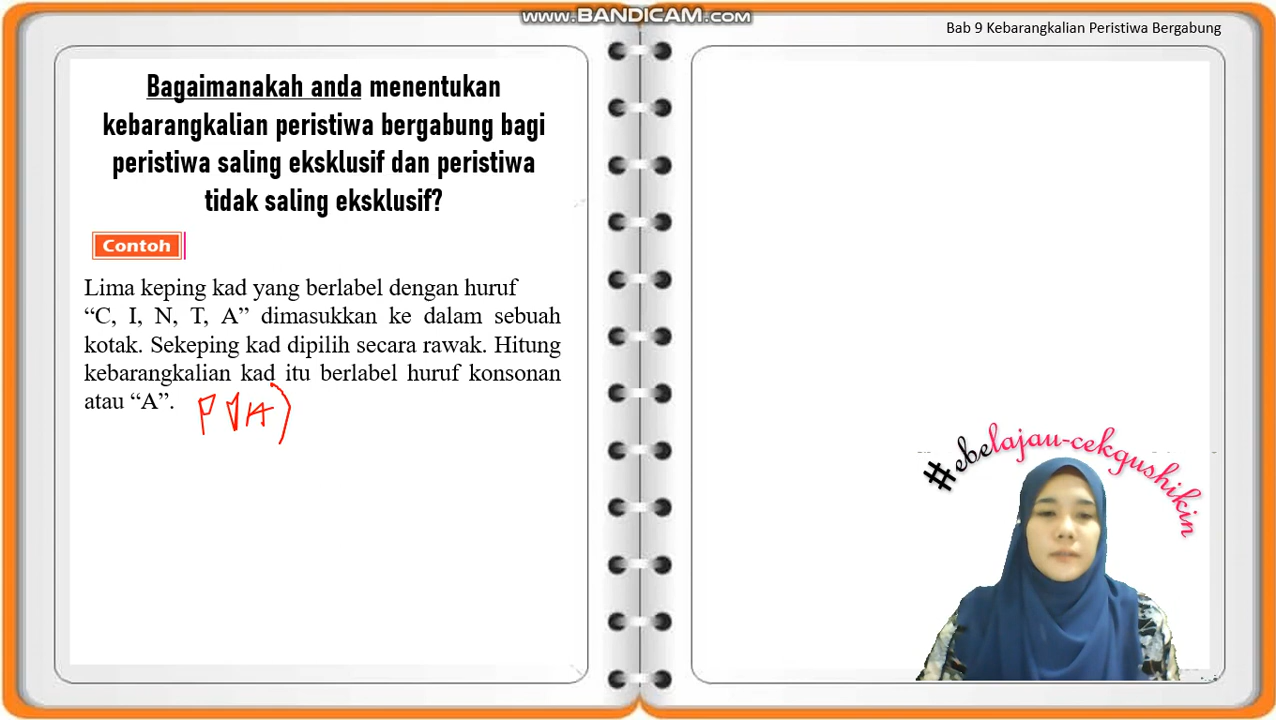 WWW.BANDICAM.COM
Bab 9 Kebarangkalian Peristiwa Bergabung
Bagaimanakah anda menentukan
kebarangkalian peristiwa bergabung bagi
peristiwa saling eksklusif dan peristiwa
tidak saling eksklusif?
Contoh
Lima keping kad yang berlabel dengan huruf
“C, I, N, T, A” dimasukkan ke dalam sebuah
kotak. Sekeping kad dipilih secara rawak. Hitung
kebarangkalian kad itu berlabel huruf konsonan
atau “A”.
#ebelajau-cekgushikin